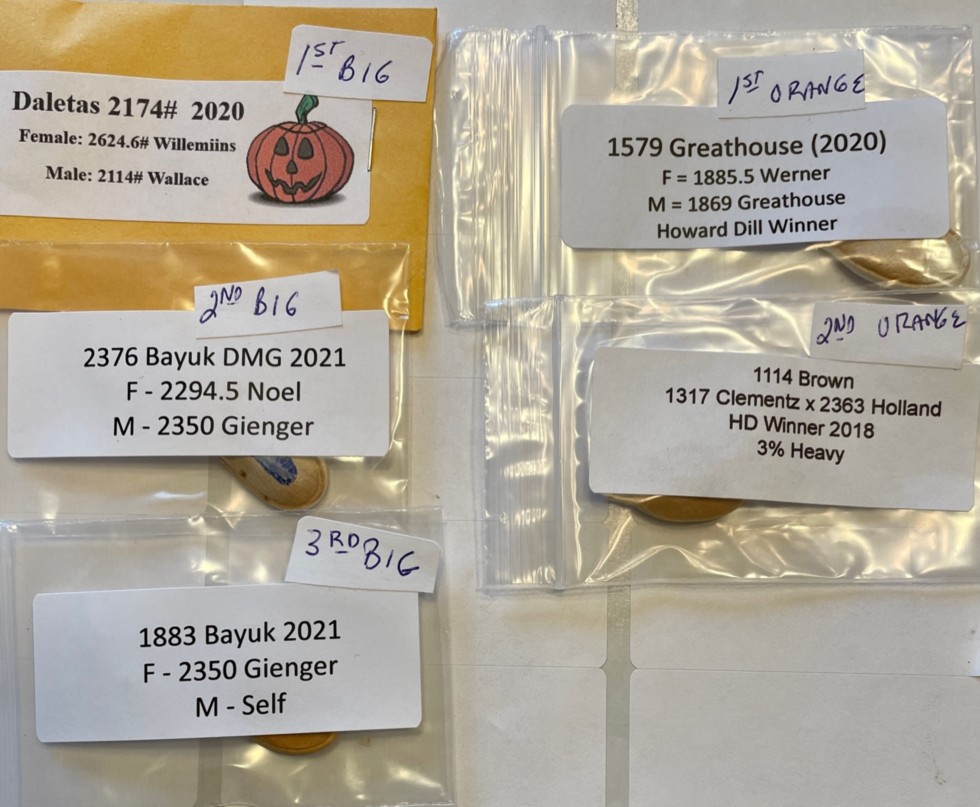 1ST BIG
Daletas 2174# 2020
Female: 2624.6# Willemiins
Male: 2114# Wallace
2ND BIG
2376 Bayuk DMG 2021
F - 2294.5 Noel
M - 2350 Gienger
3RD BIG
1883 Bayuk 2021
F - 2350 Gienger
M - Self
1ST ORANGE
1579 Greathouse (2020)
F = 1885.5 Werner
M = 1869 Greathouse
Howard Dill Winner
2ND ORANGE
1114 Brown
1317 Clementz x 2363 Holland
HD Winner 2018
3% Heavy